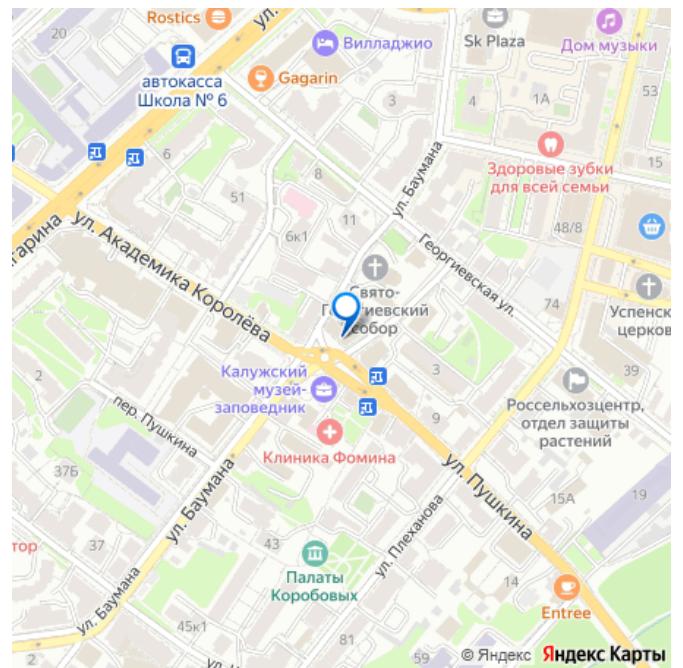 Rostics
20
ул.
Вилладжио
Sk Plaza
Дом музыки
автокасса
Школа № 6
Gagarin
3
4
1А
53
Здоровые зубки
для всей семьи
15
6
8
51
11
6к1
ул. Баумана
48/8
гарина
ул. Академика Королёва
Георгиевская ул.
Свято-
Г
гиевский
собор
74
Успенск
церков
2
Калужский
музей-
заповедник
3
39
9
Россельхозцентр,
отдел защиты
растений
пер. Пушкина
Клиника Фомина
37Б
ул. Баумана
ул. Пушкина
15А
19
тор
37
43
ул. Плеханова
Палаты
Коробовых
14
Entree
ул. Баумана
45к1
81
59
2
© Яндекс Яндекс Карты